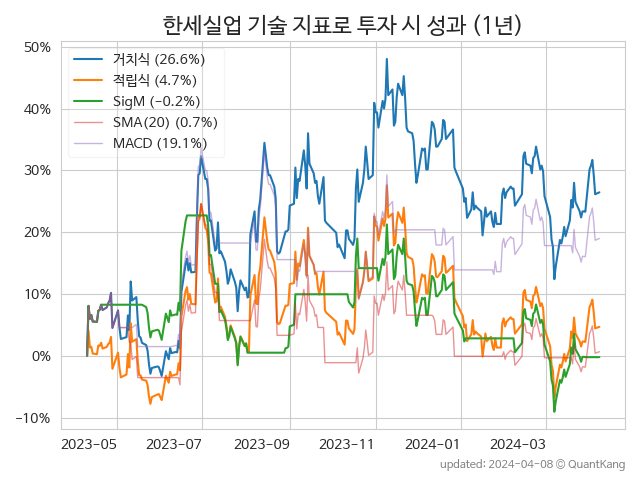 한세실업 기술 지표로 투자 시 성과 (1년)
50%
40%
30%
20%
10%
0%
−10%
거치식 (26.6%)
적립식 (4.7%)
SigM (−0.2%)
SMA(20) (0.7%)
MACD (19.1%)
2023-05 2023-07 2023-09 2023-11 2024-01 2024-03
updated: 2024-04-08 © QuantKang